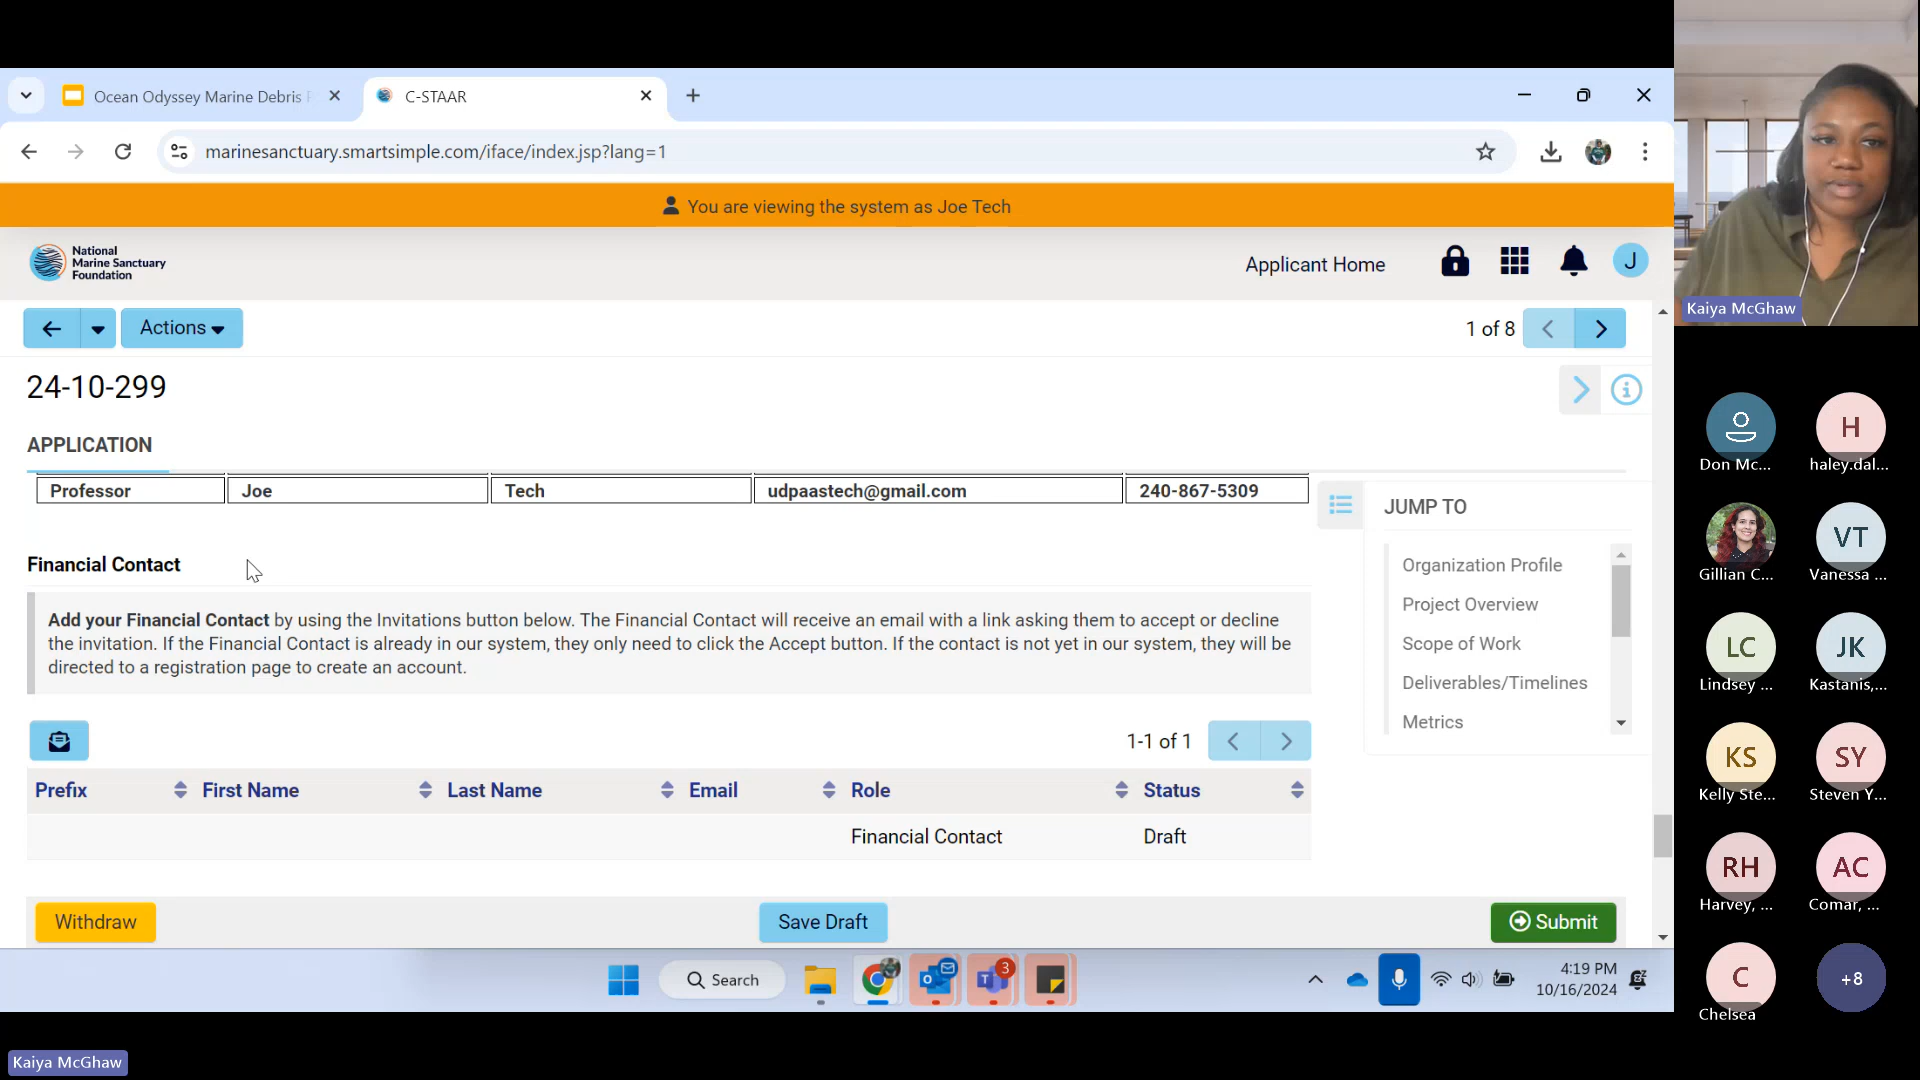 Ocean Odyssey Marine Debris
C-STAAR
marinesanctuary.smartsimple.com/iface/index.jsp?lang=1
You are viewing the system as Joe Tech
National
Marine Sanctuary
Foundation
Applicant Home
J
Actions
1 of 8
24-10-299
APPLICATION
Professor Joe Tech udpaastech@gmail.com 240-867-5309
JUMP TO
Organization Profile
Project Overview
Scope of Work
Deliverables/Timelines
Metrics
Financial Contact
Add your Financial Contact by using the Invitations button below. The Financial Contact will receive an email with a link asking them to accept or decline
the invitation. If the Financial Contact is already in our system, they only need to click the Accept button. If the contact is not yet in our system, they will be
directed to a registration page to create an account.
1-1 of 1
Prefix First Name Last Name Email Role Status
Financial Contact Draft
Withdraw
Save Draft
Submit
Search
3
4:19 PM
10/16/2024
Kaiya McGhaw
Don Mc...
H
haley.dal...
Gillian C...
VT
Vanessa ...
LC
Lindsey ...
JK
Kastanis,...
KS
Kelly Ste...
SY
Steven Y...
RH
Harvey, ...
AC
Comar, ...
C
Chelsea
+8
Kaiya McGhaw